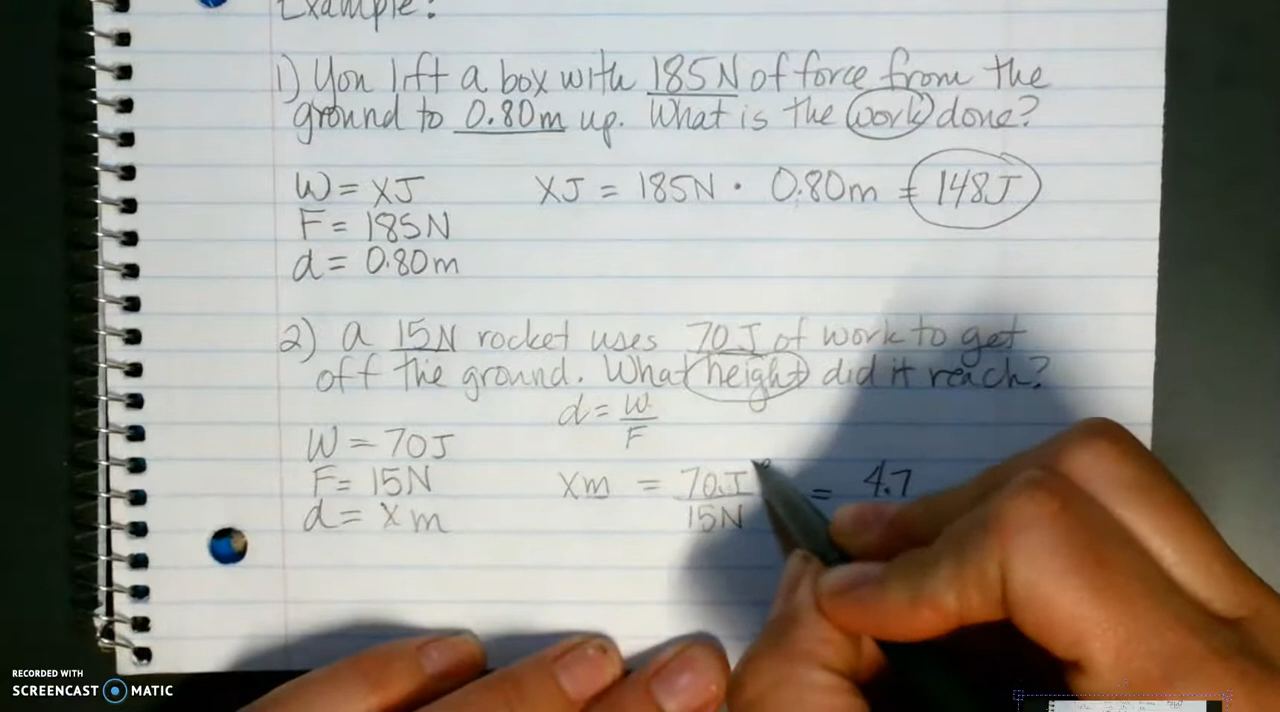 Example:
1) You lift a box with 185N of force from the
ground to 0.80m up. What is the work done?
W = XJ
XJ = 185N · 0.80m = 148J
F = 185N
d = 0.80m
2) a 15N rocket uses 70J of work to get
off the ground. What height did it reach?
d = W/F
W = 70J
F = 15N
Xm = 70J/15N = 4.7
d = Xm
RECORDED WITH
SCREENCAST MATIC